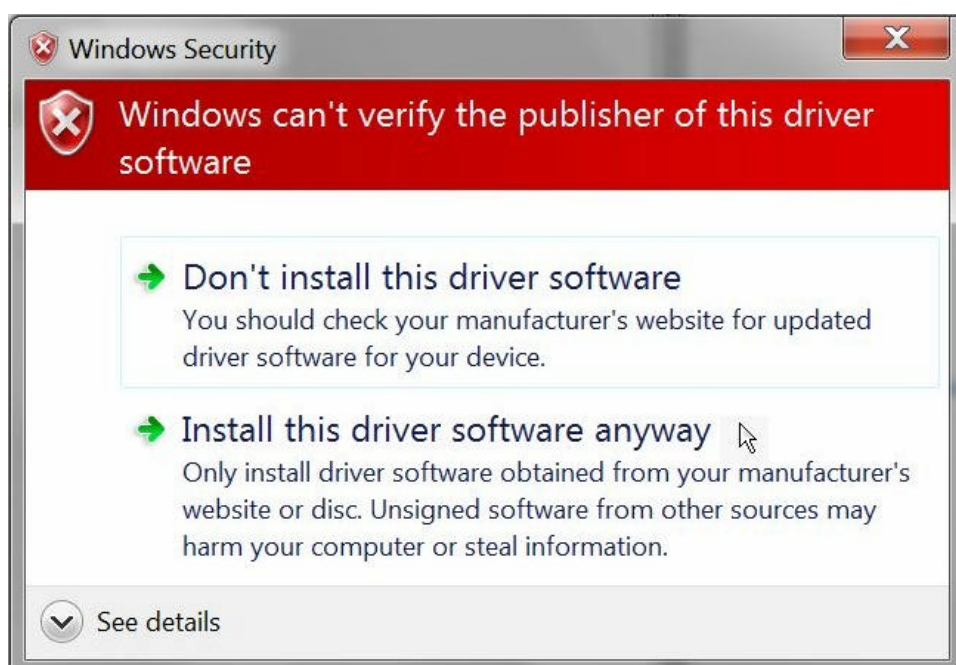 Windows Security
Windows can't verify the publisher of this driver
software
Don't install this driver software
You should check your manufacturer's website for updated
driver software for your device.
Install this driver software anyway
Only install driver software obtained from your manufacturer's
website or disc. Unsigned software from other sources may
harm your computer or steal information.
See details